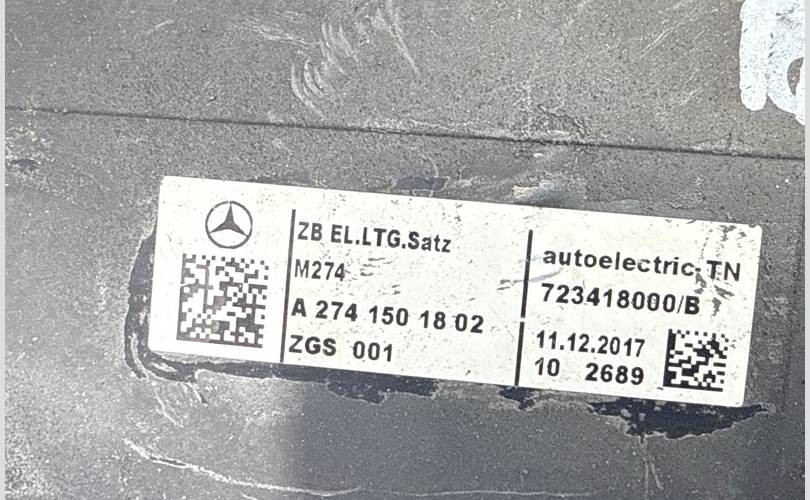 ZB EL.LTG.Satz
M274
A 274 150 18 02
ZGS 001
autoelectric-TN
723418000/B
11.12.2017
10 2689